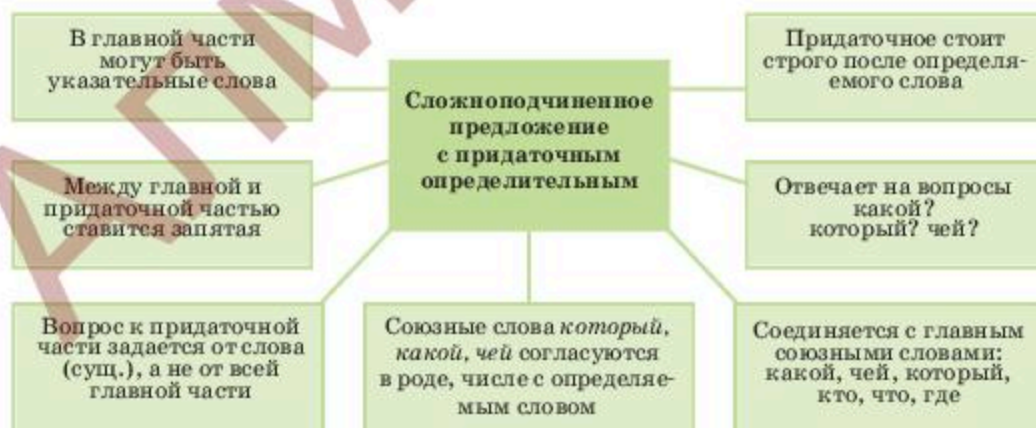 В главной части
могут быть
указательные слова
Сложноподчиненное
предложение
с придаточным
определительным
Придаточное стоит
строго после определя-
емого слова
Между главной и
придаточной частью
ставится запятая
Отвечает на вопросы
какой?
который? чей?
Вопрос к придаточной
части задается от слова
(сущ.), а не от всей
главной части
Союзные слова который,
какой, чей согласуются
в роде, числе с определяе-
мым словом
Соединяется с главным
союзными словами:
какой, чей, который,
кто, что, где